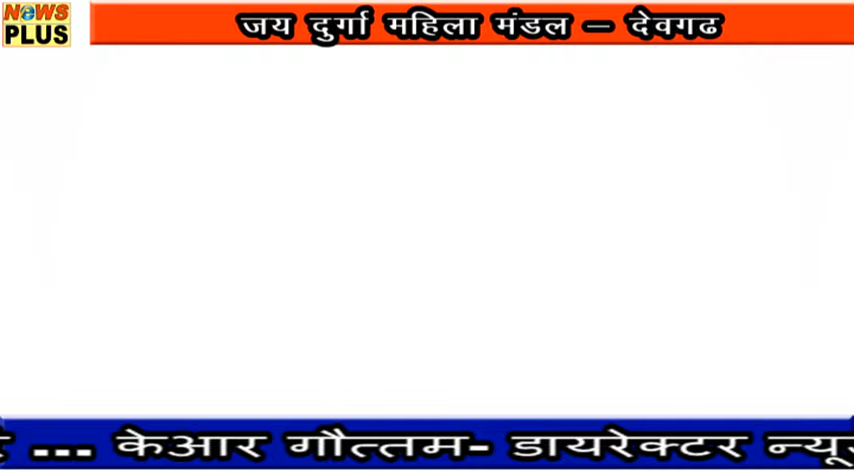 NEWS
PLUS
जय दुर्गा महिला मंडल – देवगढ
... केआर गौत्तम- डायरेक्टर